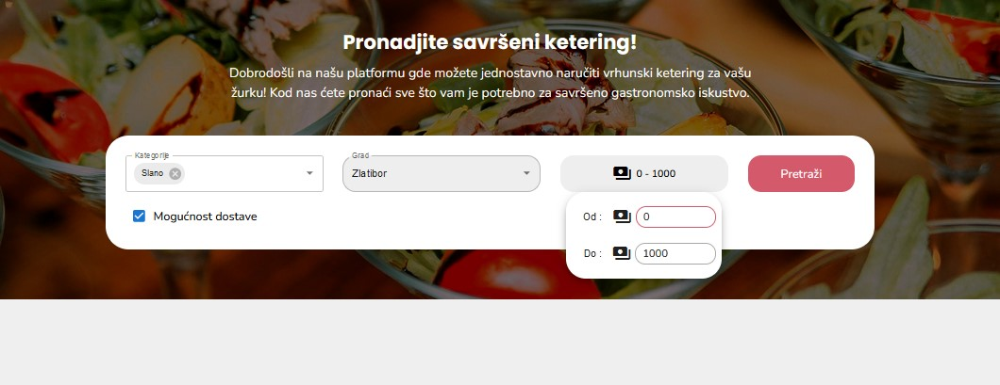 Pronadjite savršeni ketering!
Dobrodošli na našu platformu gde možete jednostavno naručiti vrhunski ketering za vašu
žurku! Kod nas ćete pronaći sve što vam je potrebno za savršeno gastronomsko iskustvo.
Kategorije
Slano
Grad
Zlatibor
0 - 1000
Pretraži
Mogućnost dostave
Od :
0
Do :
1000